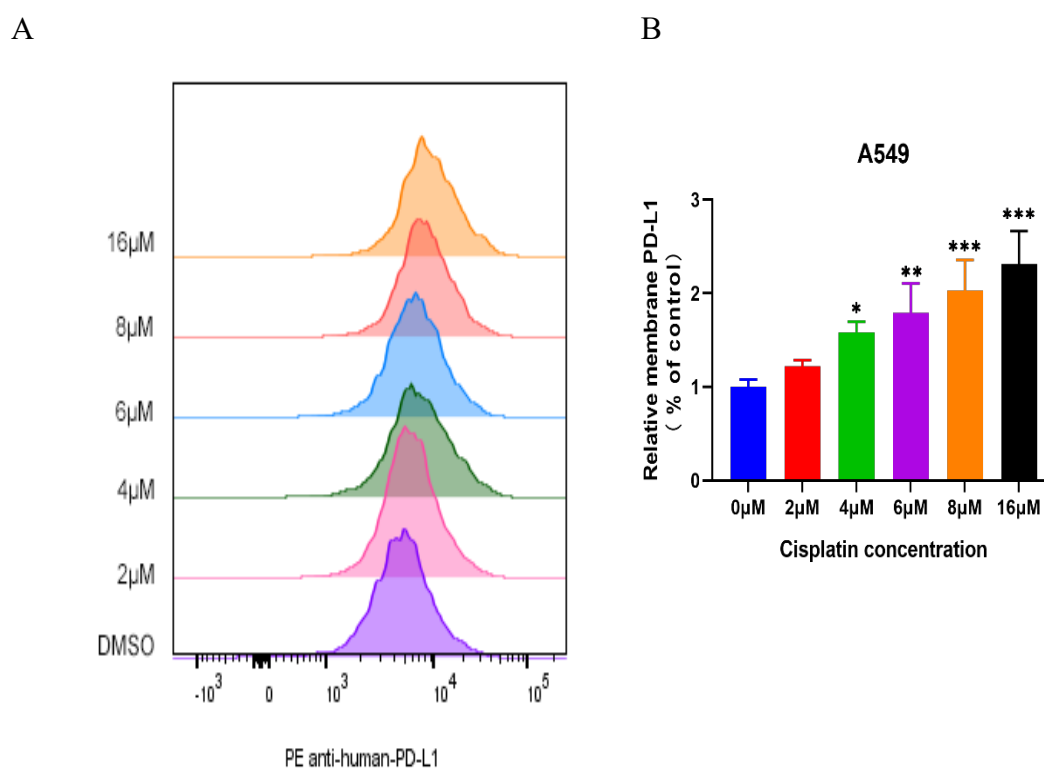 A
B
16μM
8μM
6μM
4μM
2μM
DMSO
-10³ 0 10³ 10⁴ 10⁵
PE anti-human-PD-L1
A549
Relative membrane PD-L1
( % of control)
3
2
1
0
*
**
***
***
0μM 2μM 4μM 6μM 8μM 16μM
Cisplatin concentration